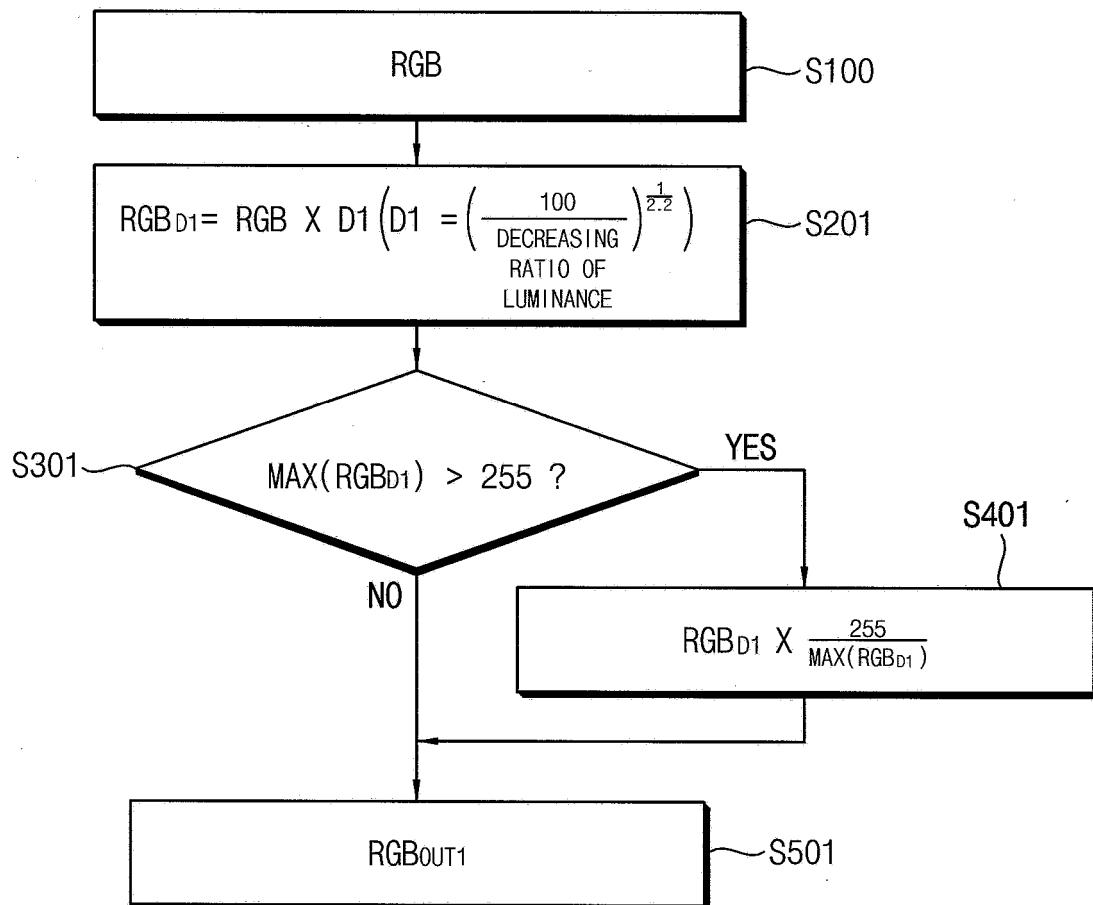 RGB
S100
RGBD1= RGB X D1(D1 = (100/DECREASING RATIO OF LUMINANCE)^1/2.2)
S201
S301
MAX(RGBD1) > 255 ?
YES
NO
S401
RGBD1 X 255/MAX(RGBD1)
RGBOUT1
S501